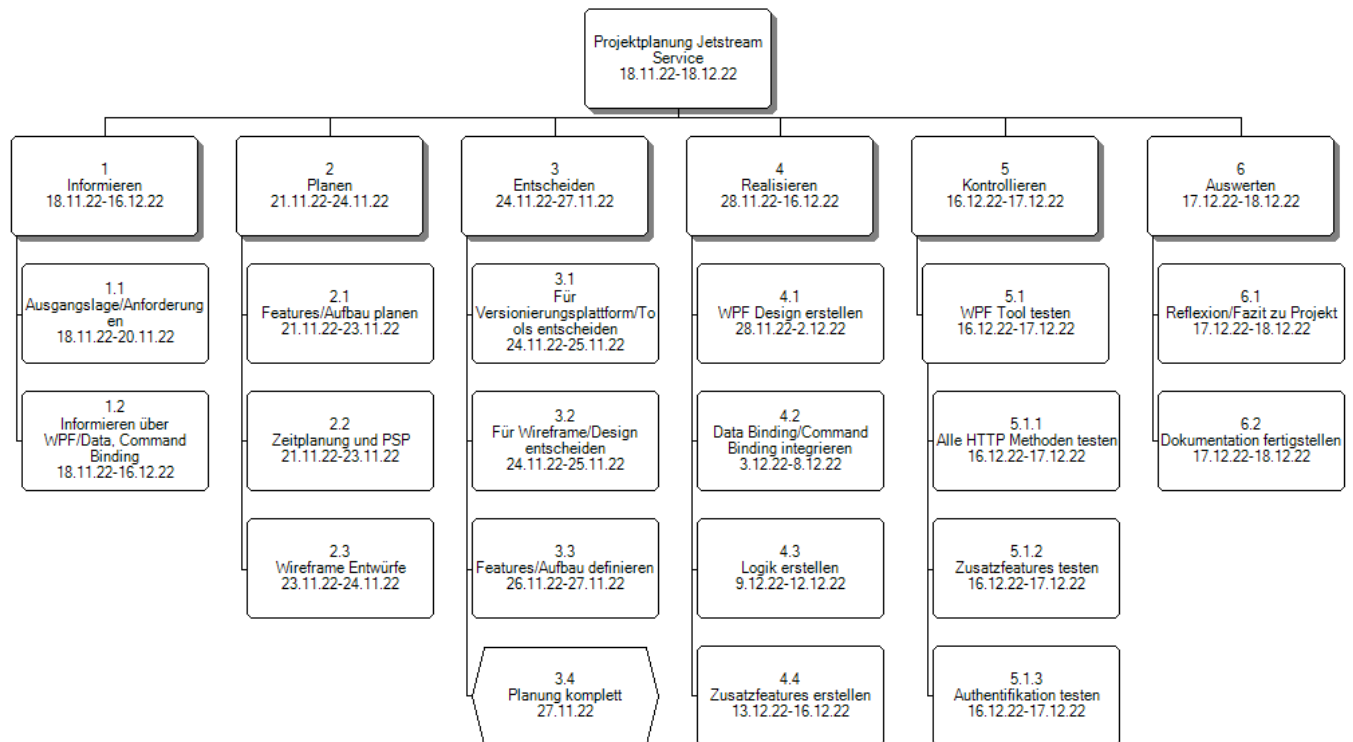 Projektplanung Jetstream
Service
18.11.22-18.12.22
1
Informieren
18.11.22-16.12.22
2
Planen
21.11.22-24.11.22
3
Entscheiden
24.11.22-27.11.22
4
Realisieren
28.11.22-16.12.22
5
Kontrollieren
16.12.22-17.12.22
6
Auswerten
17.12.22-18.12.22
1.1
Ausgangslage/Anforderung
en
18.11.22-20.11.22
2.1
Features/Aufbau planen
21.11.22-23.11.22
3.1
Für
Versionierungsplattform/To
ols entscheiden
24.11.22-25.11.22
4.1
WPF Design erstellen
28.11.22-2.12.22
5.1
WPF Tool testen
16.12.22-17.12.22
6.1
Reflexion/Fazit zu Projekt
17.12.22-18.12.22
1.2
Informieren über
WPF/Data, Command
Binding
18.11.22-16.12.22
2.2
Zeitplanung und PSP
21.11.22-23.11.22
3.2
Für Wireframe/Design
entscheiden
24.11.22-25.11.22
4.2
Data Binding/Command
Binding integrieren
3.12.22-8.12.22
5.1.1
Alle HTTP Methoden testen
16.12.22-17.12.22
6.2
Dokumentation fertigstellen
17.12.22-18.12.22
2.3
Wireframe Entwürfe
23.11.22-24.11.22
3.3
Features/Aufbau definieren
26.11.22-27.11.22
4.3
Logik erstellen
9.12.22-12.12.22
5.1.2
Zusatzfeatures testen
16.12.22-17.12.22
3.4
Planung komplett
27.11.22
4.4
Zusatzfeatures erstellen
13.12.22-16.12.22
5.1.3
Authentifikation testen
16.12.22-17.12.22